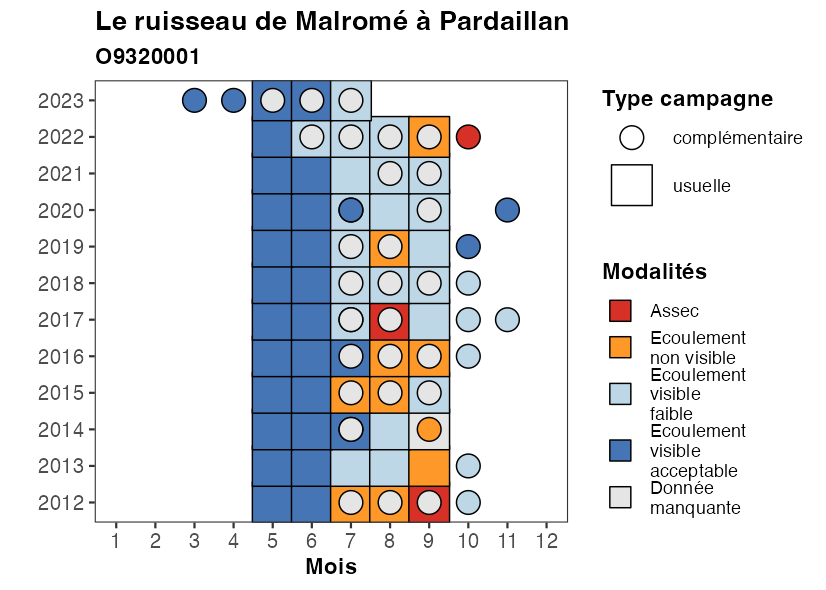 Le ruisseau de Malromé à Pardaillan
O9320001
2023
2022
2021
2020
2019
2018
2017
2016
2015
2014
2013
2012
1 2 3 4 5 6 7 8 9 10 11 12
Mois
Type campagne
complémentaire
usuelle
Modalités
Assec
Ecoulement
non visible
Ecoulement
visible
faible
Ecoulement
visible
acceptable
Donnée
manquante